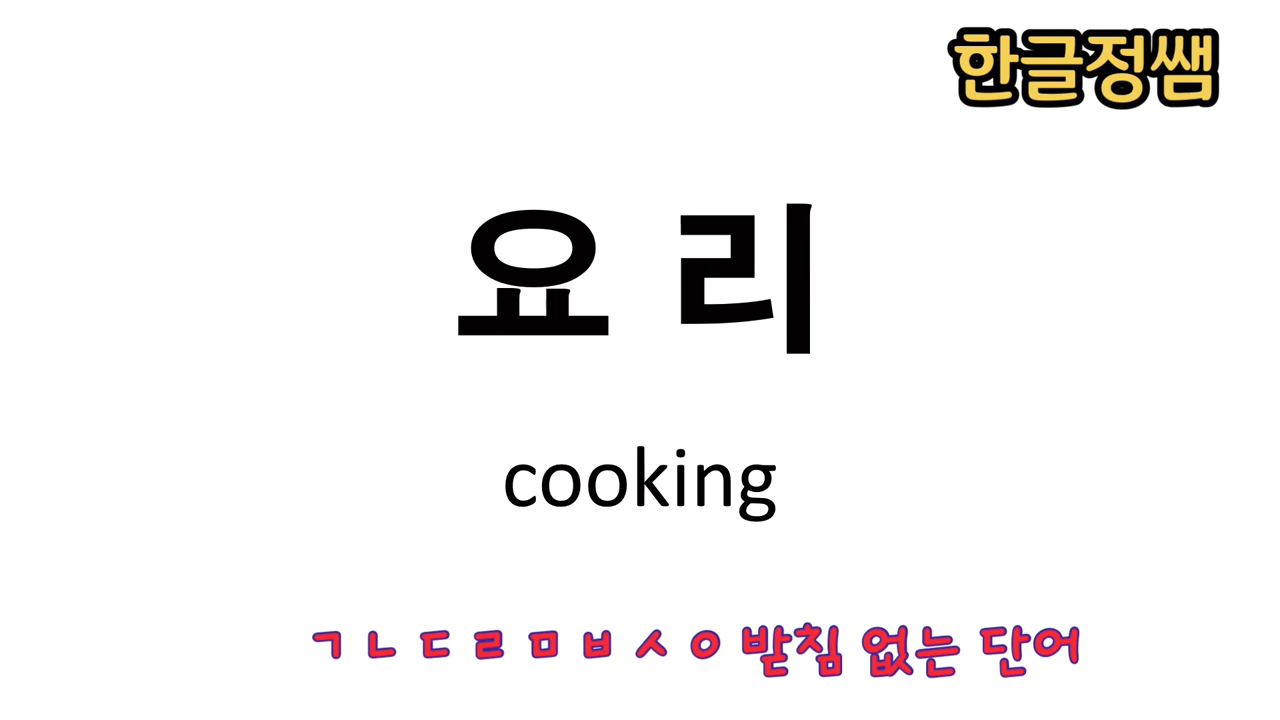 한글정쌤
요 리
cooking
ㄱ ㄴ ㄷ ㄹ ㅁ ㅂ ㅅ ㅇ 받침 없는 단어